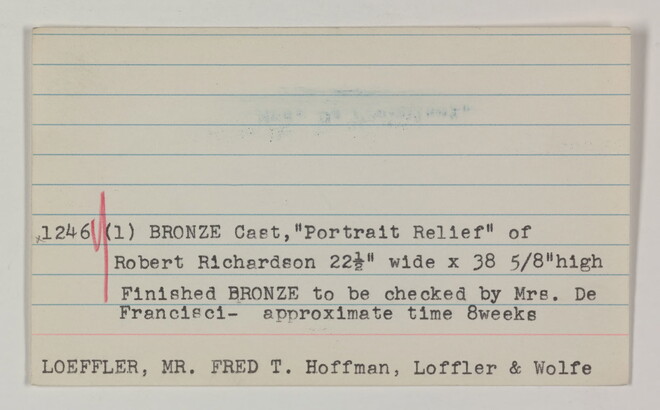 x1246 (1) BRONZE Cast,"Portrait Relief" of
Robert Richardson 22½" wide x 38 5/8"high
Finished BRONZE to be checked by Mrs. De
Francisci- approximate time 8weeks
LOEFFLER, MR. FRED T. Hoffman, Loffler & Wolfe